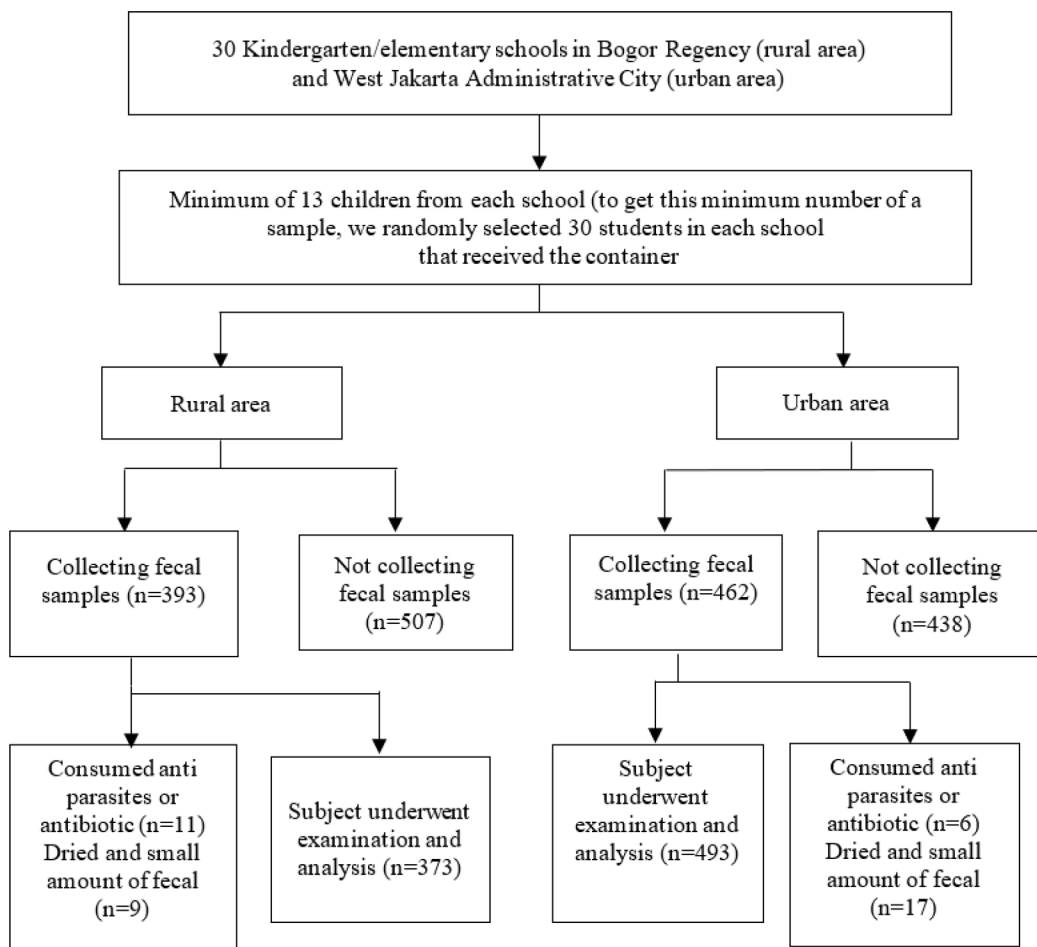 30 Kindergarten/elementary schools in Bogor Regency (rural area)
and West Jakarta Administrative City (urban area)
Minimum of 13 children from each school (to get this minimum number of a
sample, we randomly selected 30 students in each school
that received the container
Rural area
Urban area
Collecting fecal
samples (n=393)
Not collecting
fecal samples
(n=507)
Collecting fecal
samples (n=462)
Not collecting
fecal samples
(n=438)
Consumed anti
parasites or
antibiotic (n=11)
Dried and small
amount of fecal
(n=9)
Subject underwent
examination and
analysis (n=373)
Subject
underwent
examination and
analysis (n=493)
Consumed anti
parasites or
antibiotic (n=6)
Dried and small
amount of fecal
(n=17)